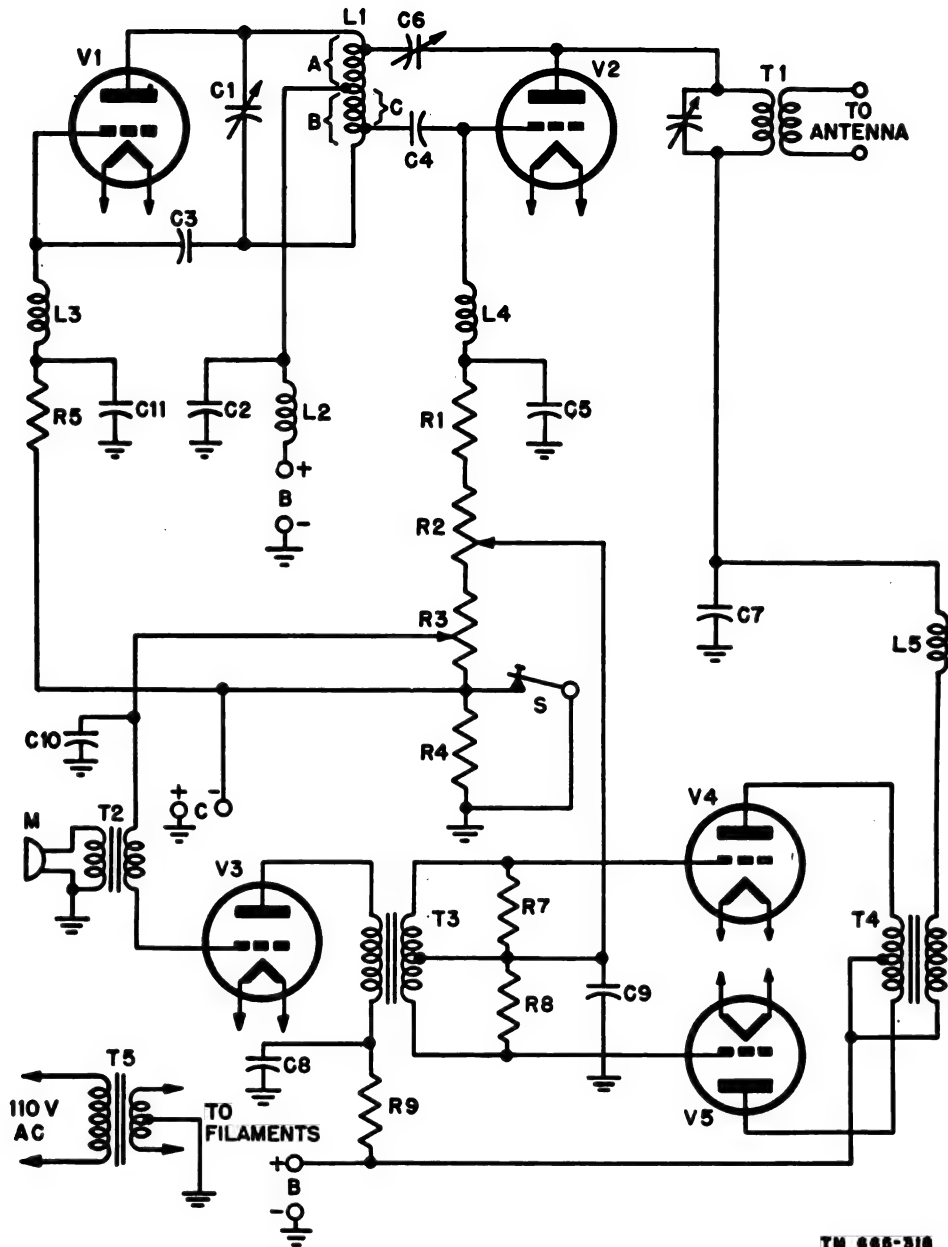 L1
C6
V1
A
C1
V2
T1
B
C
TO
ANTENNA
C4
C3
L3
L4
R5
C11
C2
L2
R1
C5
+
B
-
R2
R3
C7
L5
S
C10
R4
+
C
-
M
T2
V4
V3
R7
T3
T4
R8
C9
C8
T5
V5
R9
110 V
AC
TO
FILAMENTS
+
B
-
TM 665-318